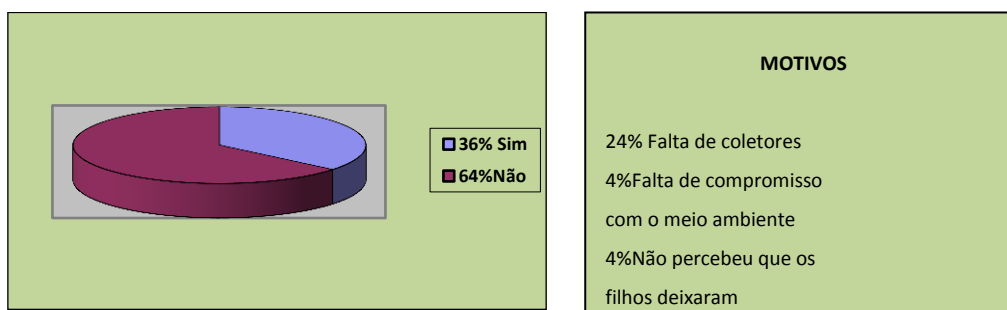 36% Sim
64%Não
MOTIVOS
24% Falta de coletores
4%Falta de compromisso
com o meio ambiente
4%Não percebeu que os
filhos deixaram